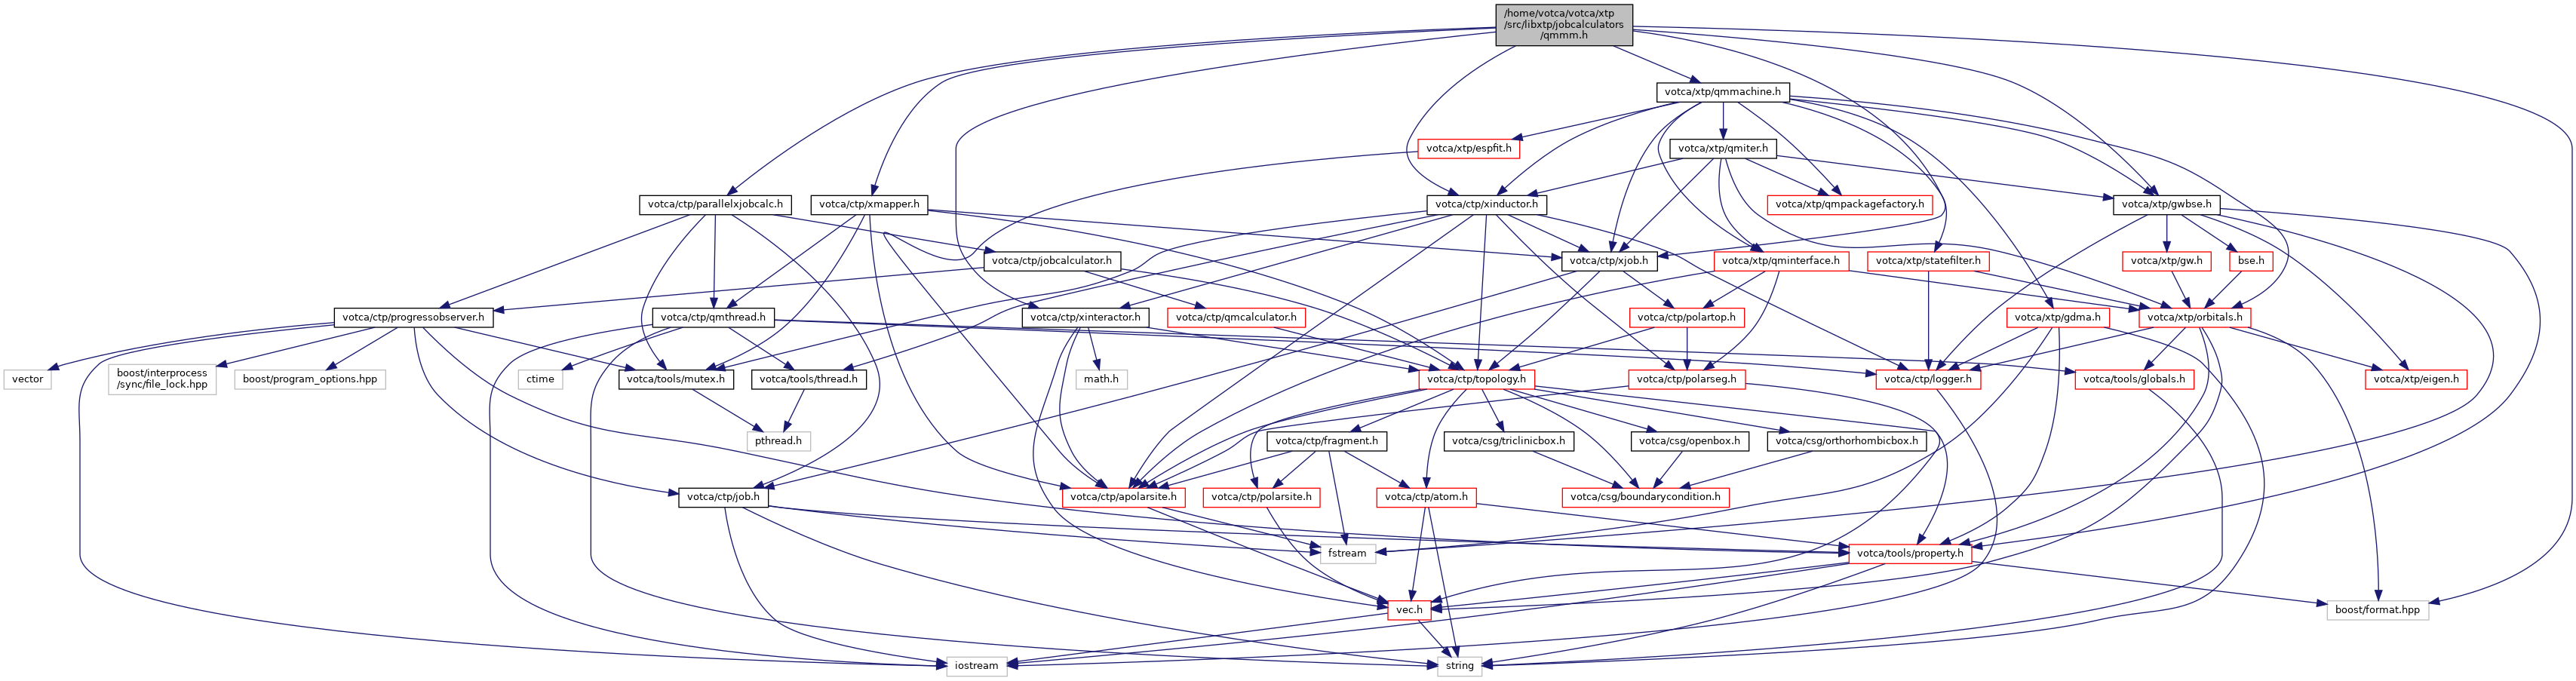 /home/votca/votca/xtp
/src/libxtp/jobcalculators
/qmmm.h
votca/xtp/qmmachine.h
votca/xtp/espfit.h
votca/xtp/qmiter.h
votca/ctp/parallelxjobcalc.h
votca/ctp/xmapper.h
votca/ctp/xinductor.h
votca/xtp/qmpackagefactory.h
votca/xtp/gwbse.h
votca/ctp/jobcalculator.h
votca/ctp/xjob.h
votca/xtp/qminterface.h
votca/xtp/statefilter.h
votca/xtp/gw.h
bse.h
votca/ctp/progressobserver.h
votca/ctp/qmthread.h
votca/ctp/xinteractor.h
votca/ctp/qmcalculator.h
votca/ctp/polartop.h
votca/xtp/gdma.h
votca/xtp/orbitals.h
vector
boost/interprocess
/sync/file_lock.hpp
boost/program_options.hpp
ctime
votca/tools/mutex.h
votca/tools/thread.h
math.h
votca/ctp/topology.h
votca/ctp/polarseg.h
votca/ctp/logger.h
votca/tools/globals.h
votca/xtp/eigen.h
pthread.h
votca/ctp/fragment.h
votca/csg/triclinicbox.h
votca/csg/openbox.h
votca/csg/orthorhombicbox.h
votca/ctp/job.h
votca/ctp/apolarsite.h
votca/ctp/polarsite.h
votca/ctp/atom.h
votca/csg/boundarycondition.h
fstream
votca/tools/property.h
vec.h
boost/format.hpp
iostream
string